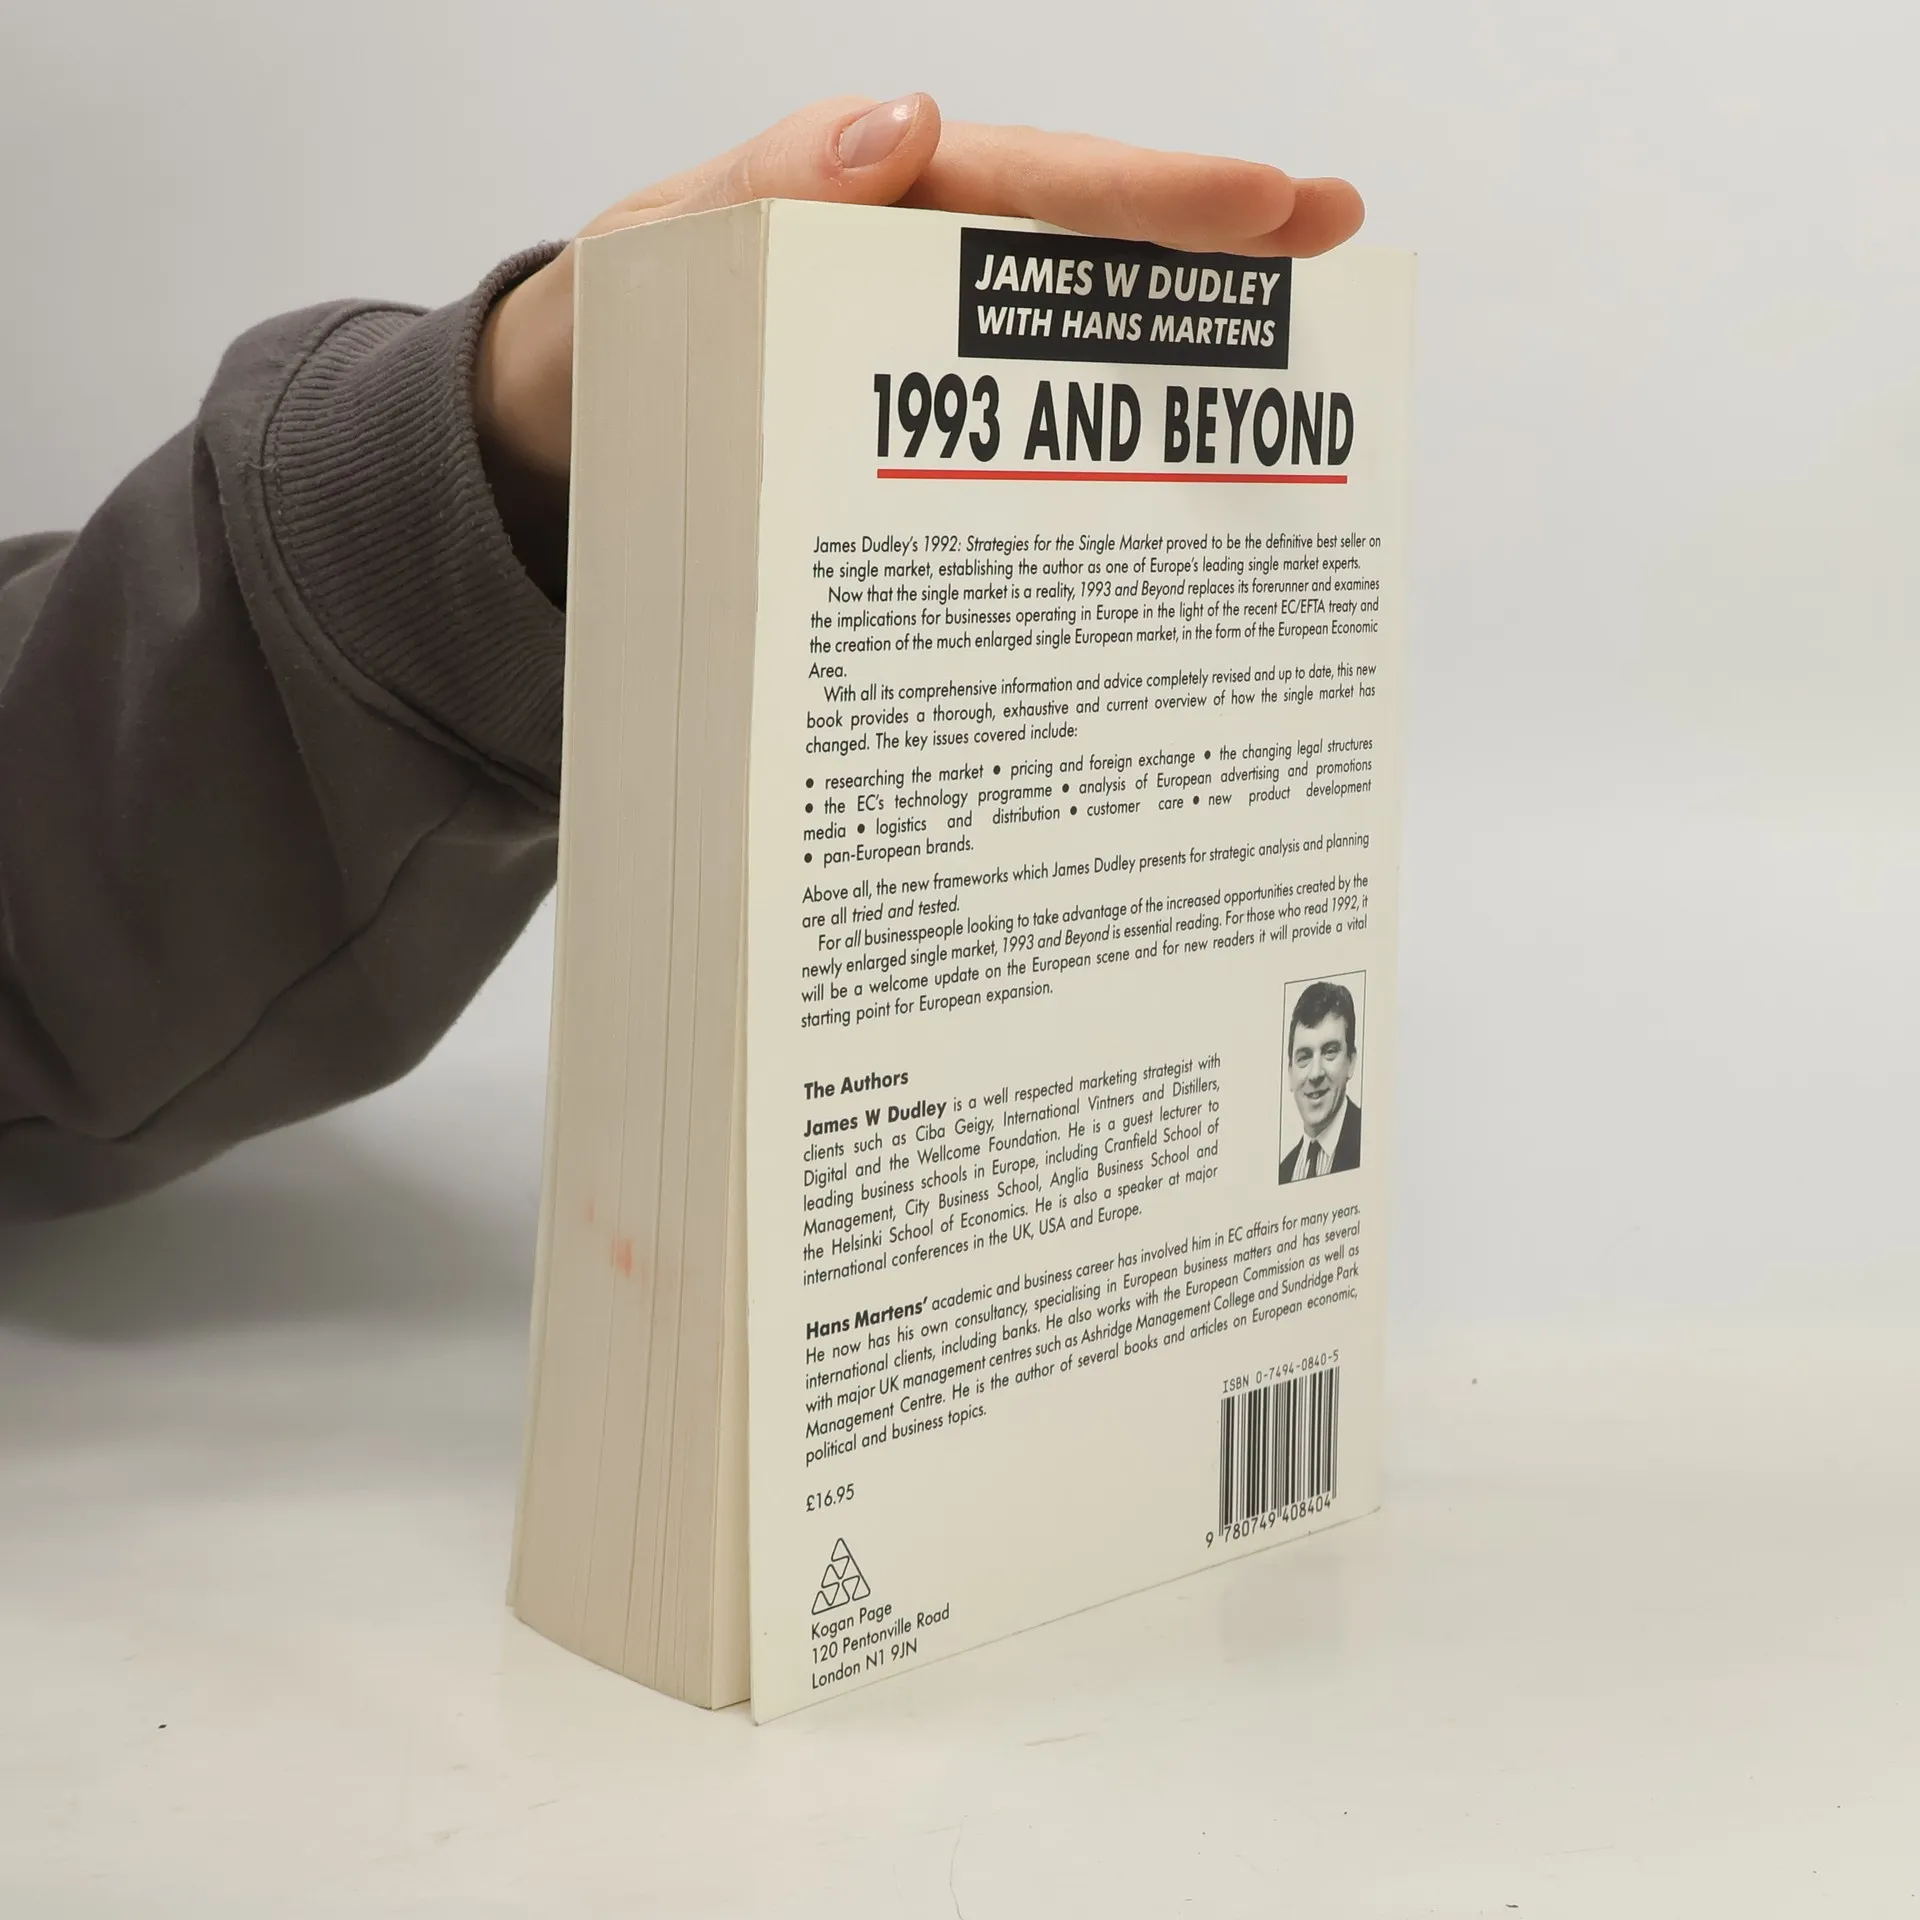 JAMES W DUDLEY
WITH HANS MARTENS
1993 AND BEYOND
James Dudley's 1992: Strategies for the Single Market proved to be the definitive best seller on
the single market, establishing the author as one of Europe's leading single market experts.
Now that the single market is a reality, 1993 and Beyond replaces its forerunner and examines
the implications for businesses operating in Europe in the light of the recent EC/EFTA treaty and
the creation of the much enlarged single European market, in the form of the European Economic
Area.
With all its comprehensive information and advice completely revised and up to date, this new
book provides a thorough, exhaustive and current overview of how the single market has
changed. The key issues covered include:
• researching the market • pricing and foreign exchange • the changing legal structures
• the EC's technology programme • analysis of European advertising and promotions
media • logistics and distribution • customer care • new product development
• pan-European brands.
Above all, the new frameworks which James Dudley presents for strategic analysis and planning
are all tried and tested.
For all businesspeople looking to take advantage of the increased opportunities created by the
newly enlarged single market, 1993 and Beyond is essential reading. For those who read 1992, it
will be a welcome update on the European scene and for new readers it will provide a vital
starting point for European expansion.
The Authors
James W Dudley is a well respected marketing strategist with
clients such as Ciba Geigy, International Vintners and Distillers,
Digital and the Wellcome Foundation. He is a guest lecturer to
leading business schools in Europe, including Cranfield School of
Management, City Business School, Anglia Business School and
the Helsinki School of Economics. He is also a speaker at major
international conferences in the UK, USA and Europe.
Hans Martens' academic and business career has involved him in EC affairs for many years.
He now has his own consultancy, specialising in European business matters and has several
international clients, including banks. He also works with the European Commission as well as
with major UK management centres such as Ashridge Management College and Sundridge Park
Management Centre. He is the author of several books and articles on European economic,
political and business topics.
ISBN 0-7494-0840-5
9 780749 408404
£16.95
Kogan Page
120 Pentonville Road
London N1 9JN